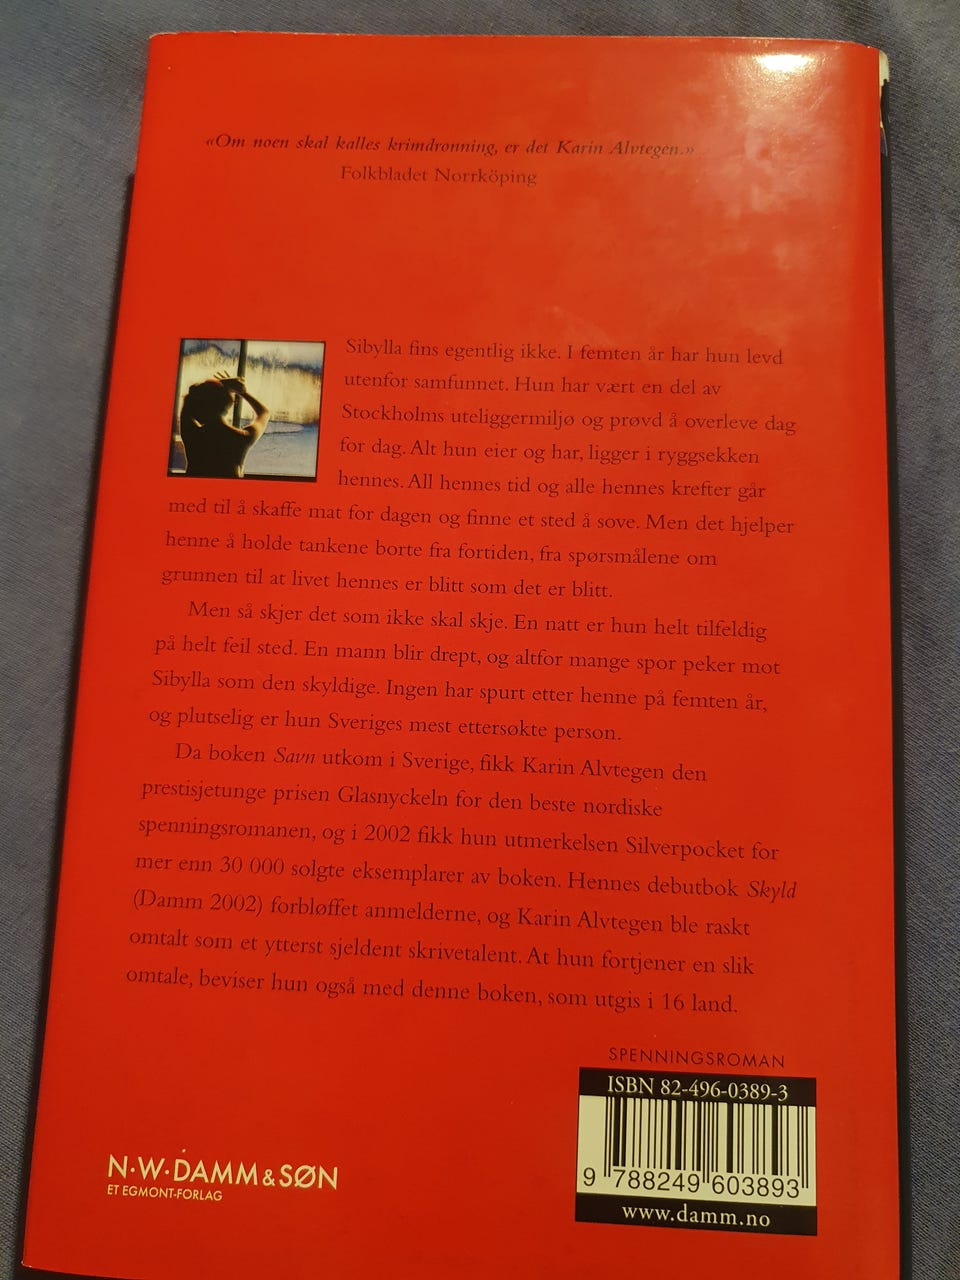 «Om noen skal kalles krimdronning, er det Karin Alvtegen.»
Folkbladet Norrköping
Sibylla fins egentlig ikke. I femten år har hun levd
utenfor samfunnet. Hun har vært en del av
Stockholms uteliggermiljø og prøvd å overleve dag
for dag. Alt hun eier og har, ligger i ryggsekken
hennes. All hennes tid og alle hennes krefter går
med til å skaffe mat for dagen og finne et sted å sove. Men det hjelper
henne å holde tankene borte fra fortiden, fra spørsmålene om
grunnen til at livet hennes er blitt som det er blitt.
Men så skjer det som ikke skal skje. En natt er hun helt tilfeldig
på helt feil sted. En mann blir drept, og altfor mange spor peker mot
Sibylla som den skyldige. Ingen har spurt etter henne på femten år,
og plutselig er hun Sveriges mest ettersøkte person.
Da boken Savn utkom i Sverige, fikk Karin Alvtegen den
prestisjetunge prisen Glasnyckeln for den beste nordiske
spenningsromanen, og i 2002 fikk hun utmerkelsen Silverpocket for
mer enn 30 000 solgte eksemplarer av boken. Hennes debutbok Skyld
(Damm 2002) forbløffet anmelderne, og Karin Alvtegen ble raskt
omtalt som et ytterst sjeldent skrivetalent. At hun fortjener en slik
omtale, beviser hun også med denne boken, som utgis i 16 land.
SPENNINGSROMAN
ISBN 82-496-0389-3
9 788249 603893
www.damm.no
N·W·DAMM & SØN
ET EGMONT-FORLAG